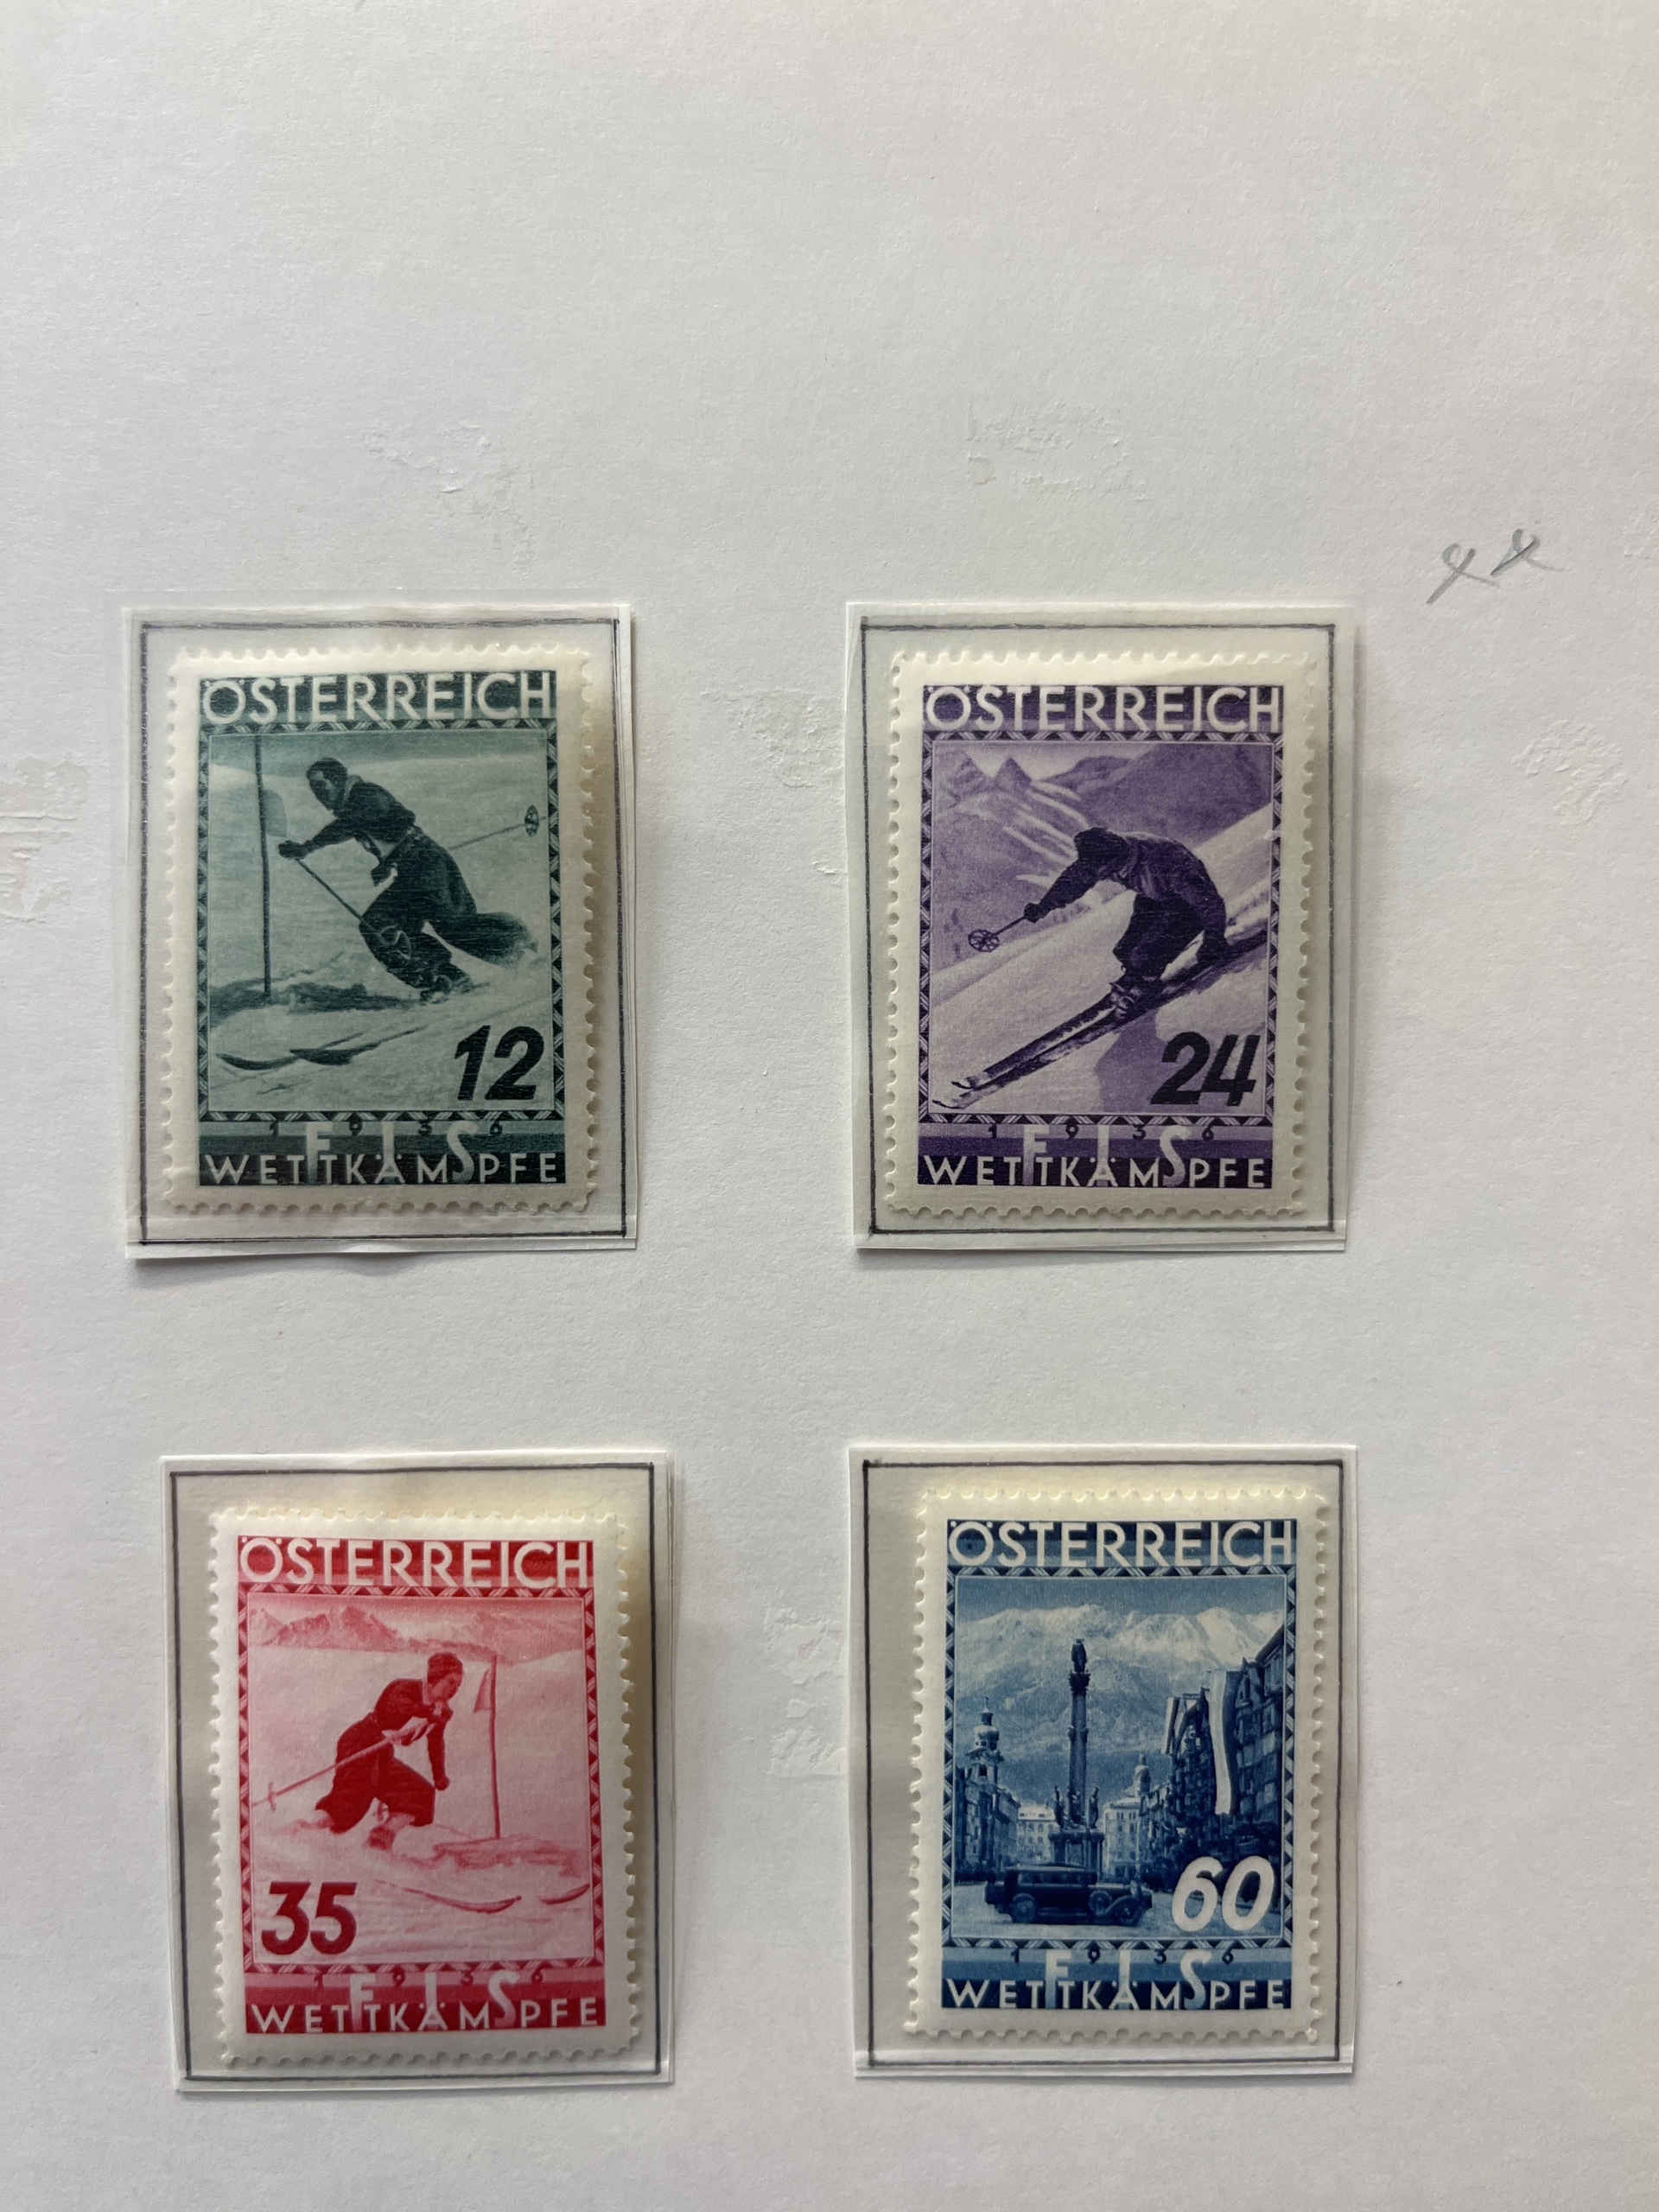 ÖSTERREICH
12
1936
FIS
WETTKÄMPFE
ÖSTERREICH
24
1936
FIS
WETTKÄMPFE
ÖSTERREICH
35
1936
FIS
WETTKÄMPFE
ÖSTERREICH
60
1936
FIS
WETTKÄMPFE